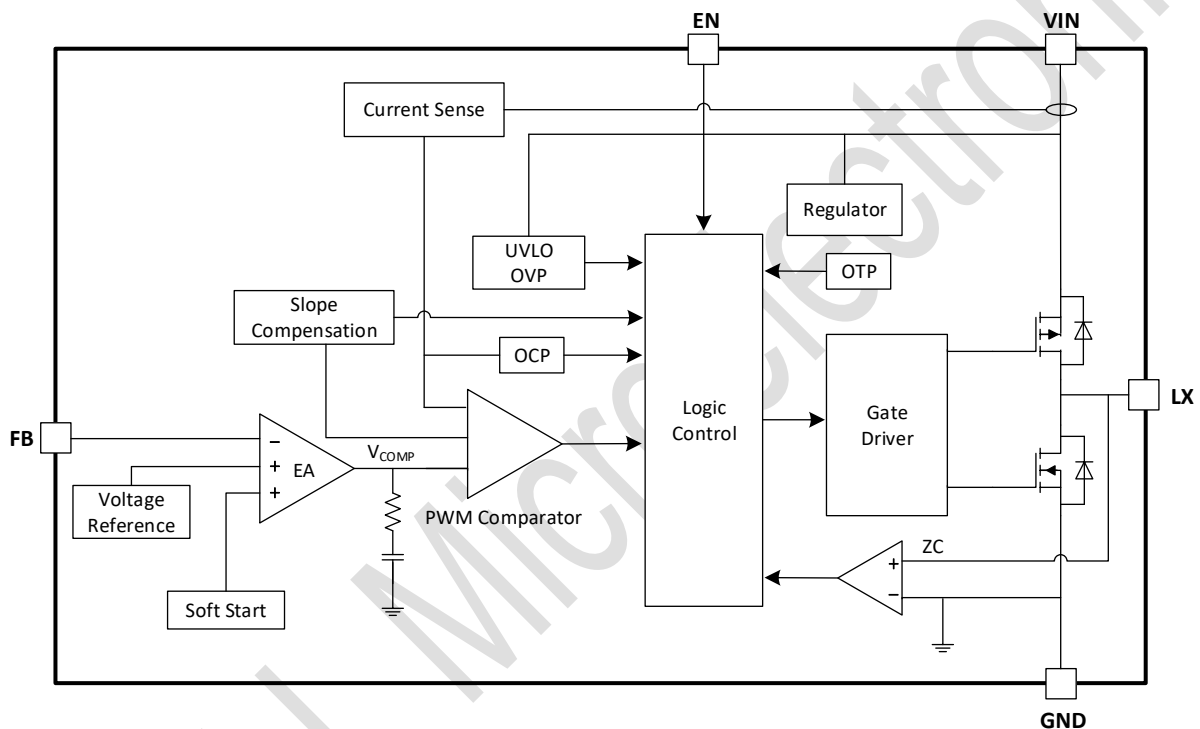 EN
VIN
Current Sense
Regulator
UVLO
OVP
OTP
Slope
Compensation
OCP
Logic
Control
Gate
Driver
LX
FB
−
+
+
EA
VCOMP
PWM Comparator
Voltage
Reference
Soft Start
ZC
+
−
GND
Microelectroni